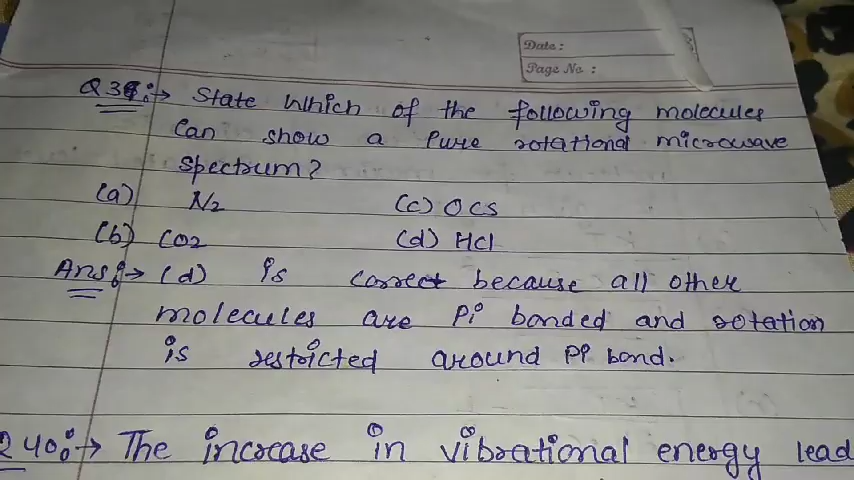 Date:
Page No:
Q39:→ State which of the following molecules
can show a Pure rotational microwave
spectrum?
(a) N2 (c) OCS
(b) CO2 (d) HCl
Ans:→ (d) is correct because all other
molecules are Pi bonded and rotation
is restricted around Pi bond.
Q40:→ The increase in vibrational energy lead